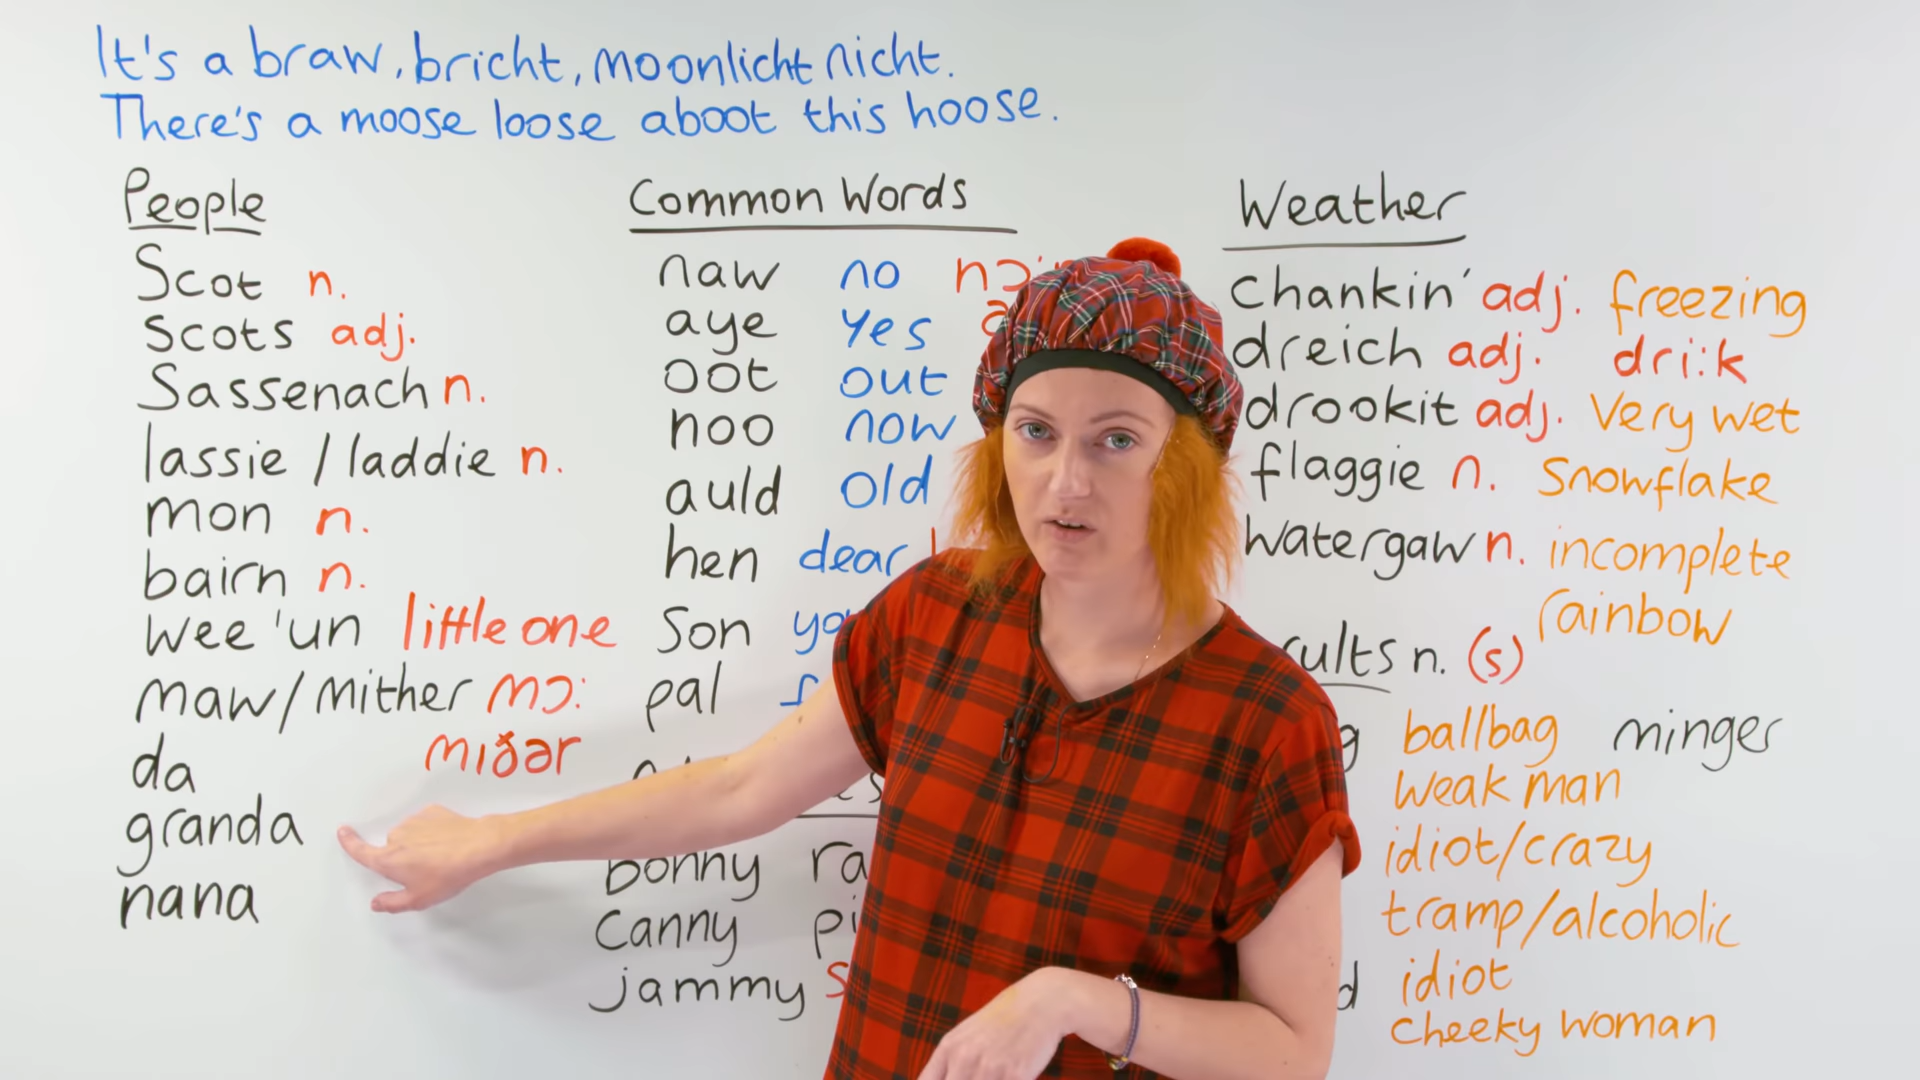 It's a braw, bricht, moonlicht nicht.
There's a moose loose aboot this hoose.
People
Scot n.
Scots adj.
Sassenach n.
lassie / laddie n.
mon n.
bairn n.
wee 'un little one
maw/mither mɔ:
mɪðər
da
granda
nana
Common Words
naw no
aye yes
oot out
noo now
auld old
hen dear
son
pal
bonny
canny
jammy
Weather
chankin' adj. freezing
dreich adj. dri:k
drookit adj. very wet
flaggie n. snowflake
watergaw n. incomplete
rainbow
n. (s)
ballbag minger
weak man
idiot/crazy
tramp/alcoholic
idiot
cheeky woman